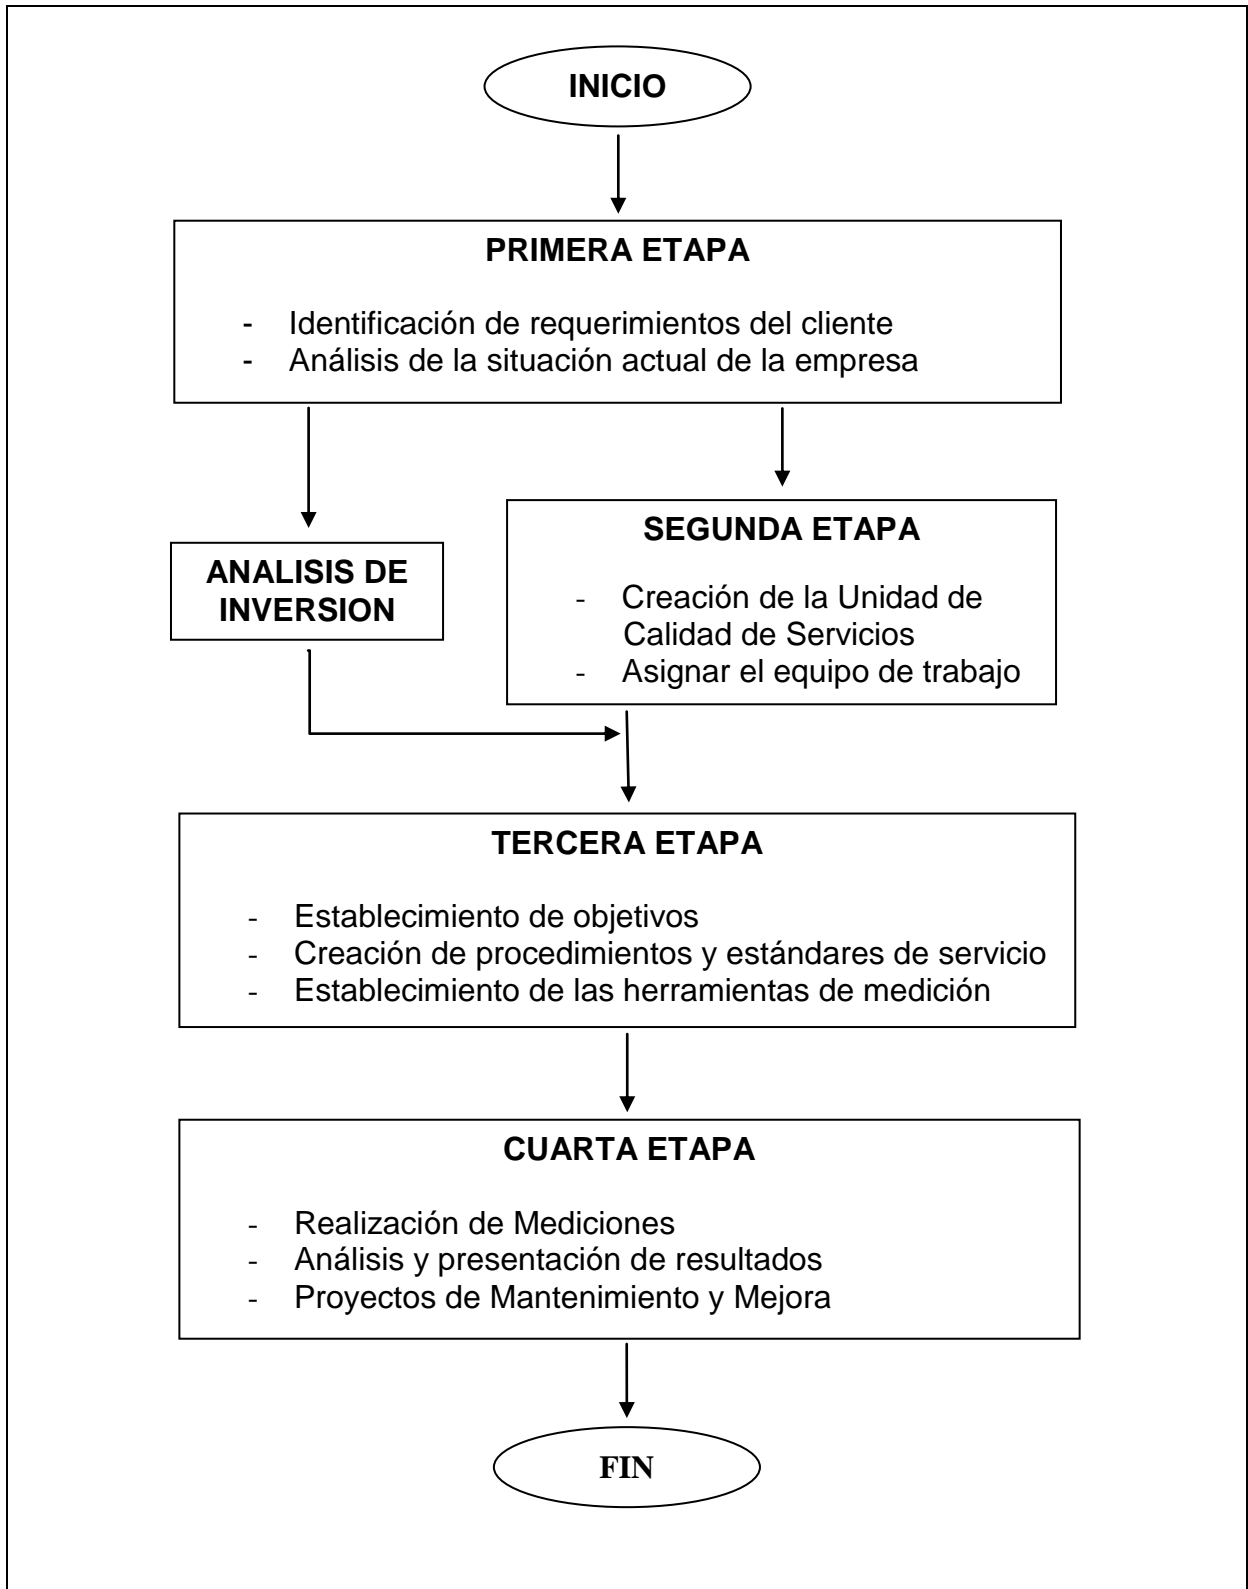 INICIO
PRIMERA ETAPA
- Identificación de requerimientos del cliente
- Análisis de la situación actual de la empresa
ANALISIS DE
INVERSION
SEGUNDA ETAPA
- Creación de la Unidad de
Calidad de Servicios
- Asignar el equipo de trabajo
TERCERA ETAPA
- Establecimiento de objetivos
- Creación de procedimientos y estándares de servicio
- Establecimiento de las herramientas de medición
CUARTA ETAPA
- Realización de Mediciones
- Análisis y presentación de resultados
- Proyectos de Mantenimiento y Mejora
FIN